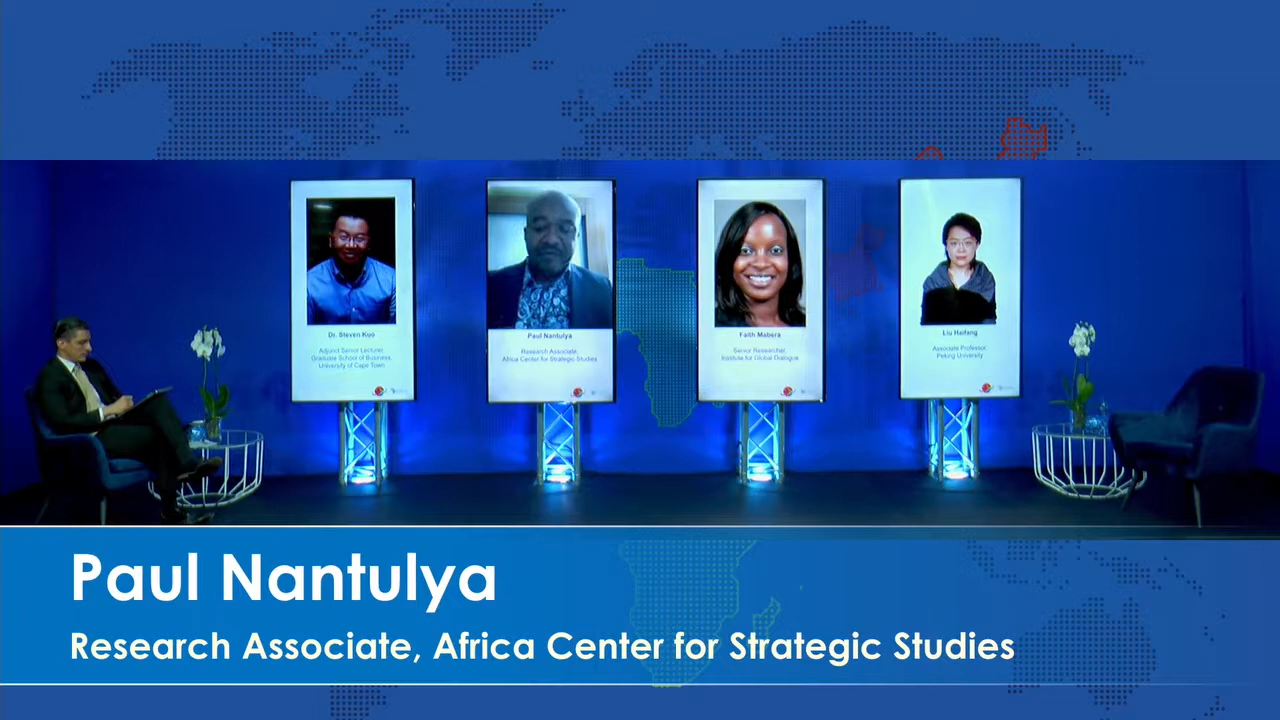 Dr. Steven Kuo
Adjunct Senior Lecturer,
Graduate School of Business,
University of Cape Town
Paul Nantulya
Research Associate,
Africa Center for Strategic Studies
Faith Mabera
Senior Researcher,
Institute for Global Dialogue
Liu Haifang
Associate Professor,
Peking University
Paul Nantulya
Research Associate, Africa Center for Strategic Studies